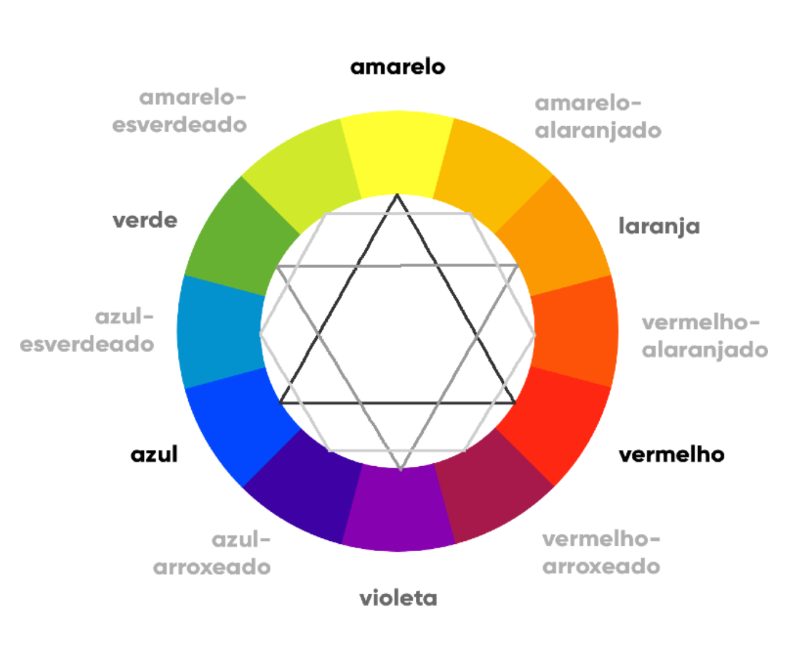 amarelo
amarelo-
esverdeado
amarelo-
alaranjado
verde
laranja
azul-
esverdeado
vermelho-
alaranjado
azul
vermelho
azul-
arroxeado
vermelho-
arroxeado
violeta